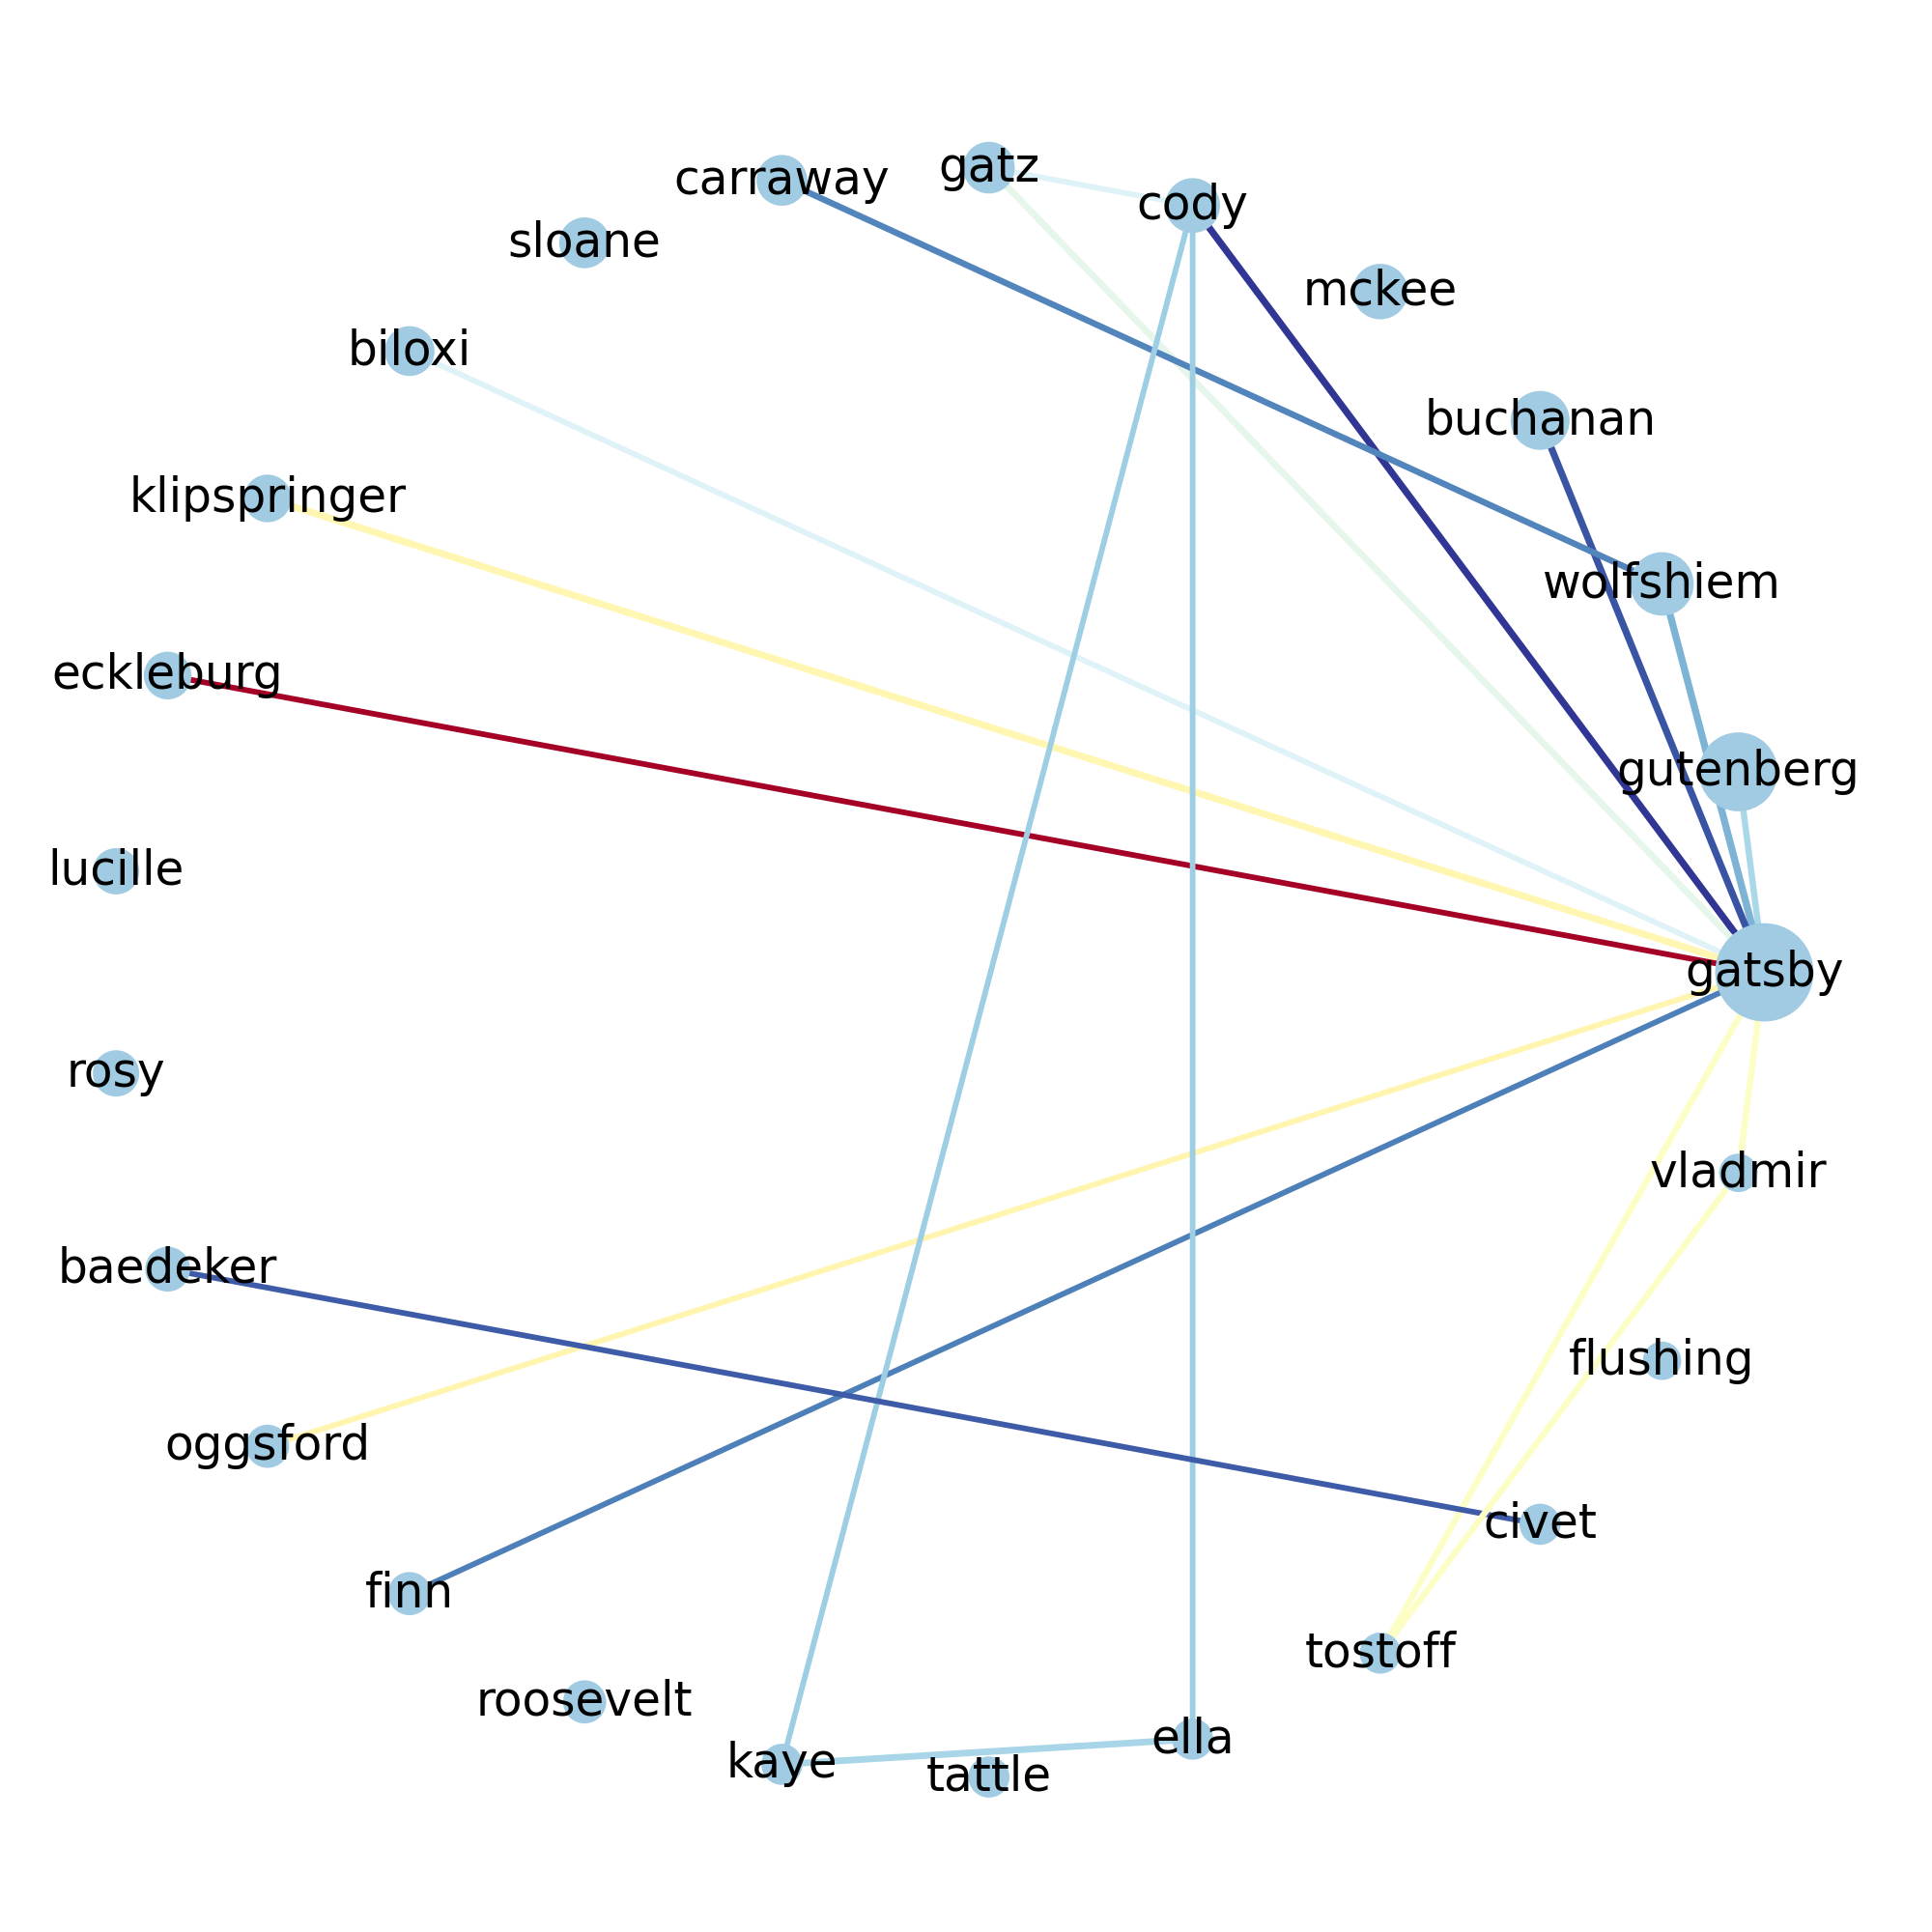 gatz
carraway
cody
sloane
mckee
biloxi
buchanan
klipspringer
wolfshiem
eckleburg
gutenberg
lucille
gatsby
rosy
vladmir
baedeker
flushing
oggsford
civet
finn
tostoff
roosevelt
ella
kaye
tattle